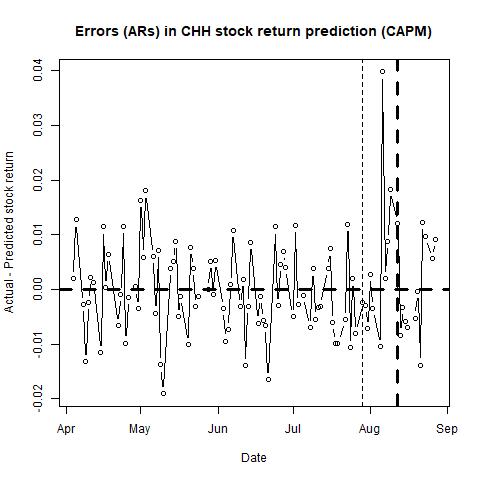 Errors (ARs) in CHH stock return prediction (CAPM)
Actual - Predicted stock return
0.04
0.03
0.02
0.01
0.00
-0.01
-0.02
Apr May Jun Jul Aug Sep
Date